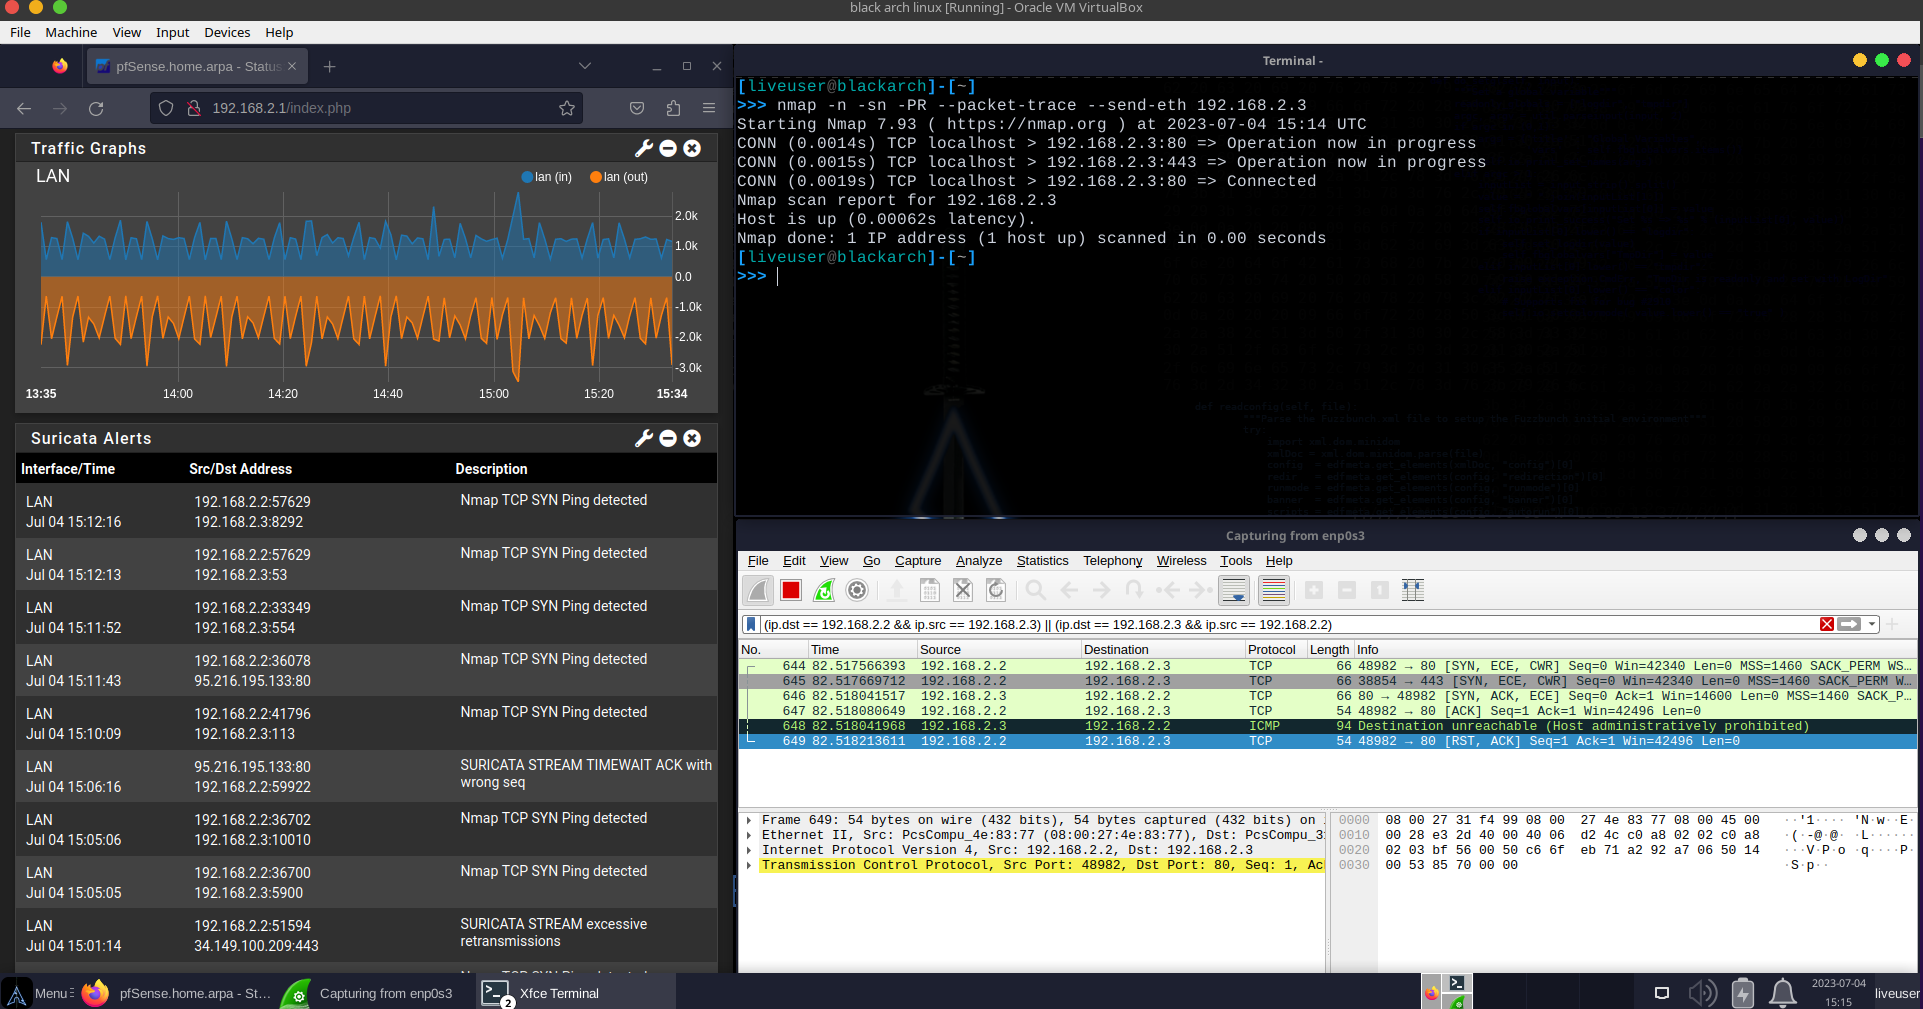 black arch linux [Running] - Oracle VM VirtualBox
File Machine View Input Devices Help
pfSense.home.arpa - Status
192.168.2.1/index.php
Traffic Graphs
LAN
lan (in) lan (out)
2.0k
1.0k
0.0
-1.0k
-2.0k
-3.0k
13:35 14:00 14:20 14:40 15:00 15:20 15:34
Suricata Alerts
Interface/Time Src/Dst Address Description
LAN 192.168.2.2:57629 Nmap TCP SYN Ping detected
Jul 04 15:12:16 192.168.2.3:8292
LAN 192.168.2.2:57629 Nmap TCP SYN Ping detected
Jul 04 15:12:13 192.168.2.3:53
LAN 192.168.2.2:33349 Nmap TCP SYN Ping detected
Jul 04 15:11:52 192.168.2.3:554
LAN 192.168.2.2:36078 Nmap TCP SYN Ping detected
Jul 04 15:11:43 95.216.195.133:80
LAN 192.168.2.2:41796 Nmap TCP SYN Ping detected
Jul 04 15:10:09 192.168.2.3:113
LAN 95.216.195.133:80 SURICATA STREAM TIMEWAIT ACK with
Jul 04 15:06:16 192.168.2.2:59922 wrong seq
LAN 192.168.2.2:36702 Nmap TCP SYN Ping detected
Jul 04 15:05:06 192.168.2.3:10010
LAN 192.168.2.2:36700 Nmap TCP SYN Ping detected
Jul 04 15:05:05 192.168.2.3:5900
LAN 192.168.2.2:51594 SURICATA STREAM excessive
Jul 04 15:01:14 34.149.100.209:443 retransmissions
Terminal -
[liveuser@blackarch]-[~]
>>> nmap -n -sn -PR --packet-trace --send-eth 192.168.2.3
Starting Nmap 7.93 ( https://nmap.org ) at 2023-07-04 15:14 UTC
CONN (0.0014s) TCP localhost > 192.168.2.3:80 => Operation now in progress
CONN (0.0015s) TCP localhost > 192.168.2.3:443 => Operation now in progress
CONN (0.0019s) TCP localhost > 192.168.2.3:80 => Connected
Nmap scan report for 192.168.2.3
Host is up (0.00062s latency).
Nmap done: 1 IP address (1 host up) scanned in 0.00 seconds
[liveuser@blackarch]-[~]
>>>
Capturing from enp0s3
File Edit View Go Capture Analyze Statistics Telephony Wireless Tools Help
(ip.dst == 192.168.2.2 && ip.src == 192.168.2.3) || (ip.dst == 192.168.2.3 && ip.src == 192.168.2.2)
No. Time Source Destination Protocol Length Info
644 82.517566393 192.168.2.2 192.168.2.3 TCP 66 48982 → 80 [SYN, ECE, CWR] Seq=0 Win=42340 Len=0 MSS=1460 SACK_PERM WS…
645 82.517669712 192.168.2.2 192.168.2.3 TCP 66 38854 → 443 [SYN, ECE, CWR] Seq=0 Win=42340 Len=0 MSS=1460 SACK_PERM W…
646 82.518041517 192.168.2.3 192.168.2.2 TCP 66 80 → 48982 [SYN, ACK, ECE] Seq=0 Ack=1 Win=14600 Len=0 MSS=1460 SACK_P…
647 82.518080649 192.168.2.2 192.168.2.3 TCP 54 48982 → 80 [ACK] Seq=1 Ack=1 Win=42496 Len=0
648 82.518041968 192.168.2.3 192.168.2.2 ICMP 94 Destination unreachable (Host administratively prohibited)
649 82.518213611 192.168.2.2 192.168.2.3 TCP 54 48982 → 80 [RST, ACK] Seq=1 Ack=1 Win=42496 Len=0
Frame 649: 54 bytes on wire (432 bits), 54 bytes captured (432 bits) on
Ethernet II, Src: PcsCompu_4e:83:77 (08:00:27:4e:83:77), Dst: PcsCompu_3
Internet Protocol Version 4, Src: 192.168.2.2, Dst: 192.168.2.3
Transmission Control Protocol, Src Port: 48982, Dst Port: 80, Seq: 1, Ac
0000 08 00 27 31 f4 99 08 00 27 4e 83 77 08 00 45 00 ··'1···· 'N·w··E·
0010 00 28 e3 2d 40 00 40 06 d2 4c c0 a8 02 02 c0 a8 ·(·-@·@· ·L······
0020 02 03 bf 56 00 50 c6 6f eb 71 a2 92 a7 06 50 14 ···V·P·o ·q····P·
0030 00 53 85 70 00 00 ·S·p··
Menu pfSense.home.arpa - St... Capturing from enp0s3 2 Xfce Terminal
2023-07-04
15:15
liveuser